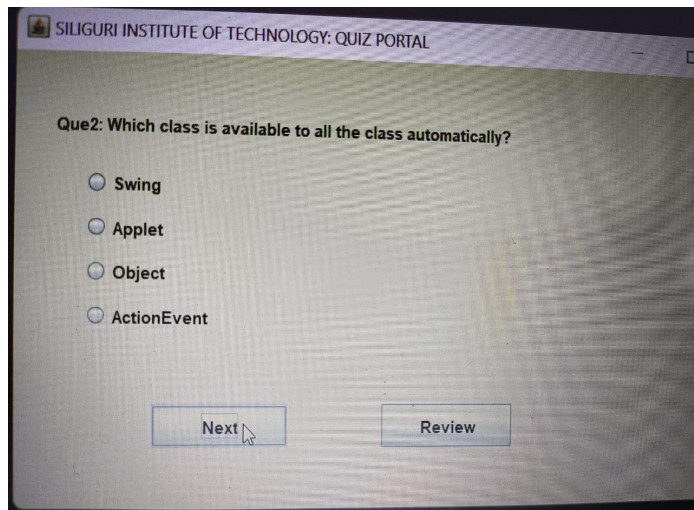 SILIGURI INSTITUTE OF TECHNOLOGY: QUIZ PORTAL
Que2: Which class is available to all the class automatically?
Swing
Applet
Object
ActionEvent
Next
Review